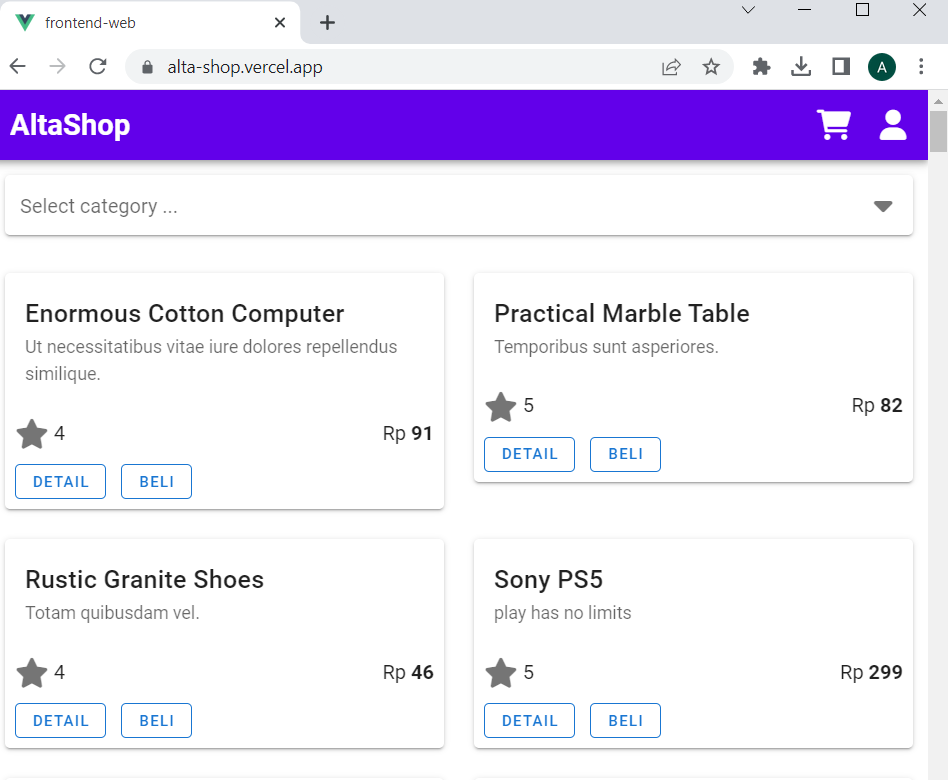 frontend-web
alta-shop.vercel.app
A
AltaShop
Select category ...
Enormous Cotton Computer
Ut necessitatibus vitae iure dolores repellendus
similique.
4
Rp 91
DETAIL
BELI
Practical Marble Table
Temporibus sunt asperiores.
5
Rp 82
DETAIL
BELI
Rustic Granite Shoes
Totam quibusdam vel.
4
Rp 46
DETAIL
BELI
Sony PS5
play has no limits
5
Rp 299
DETAIL
BELI